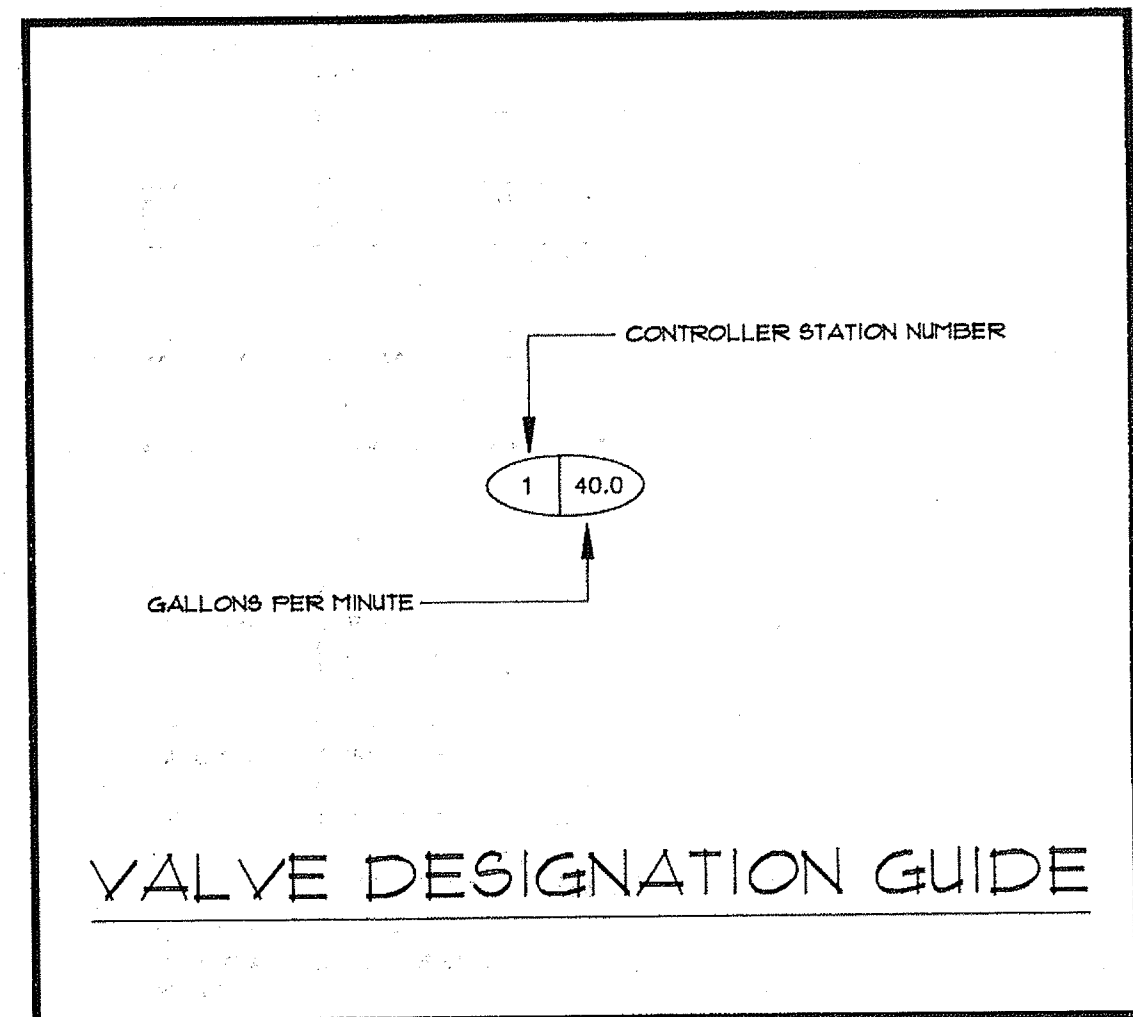 CONTROLLER STATION NUMBER
1 40.0
GALLONS PER MINUTE
VALVE DESIGNATION GUIDE